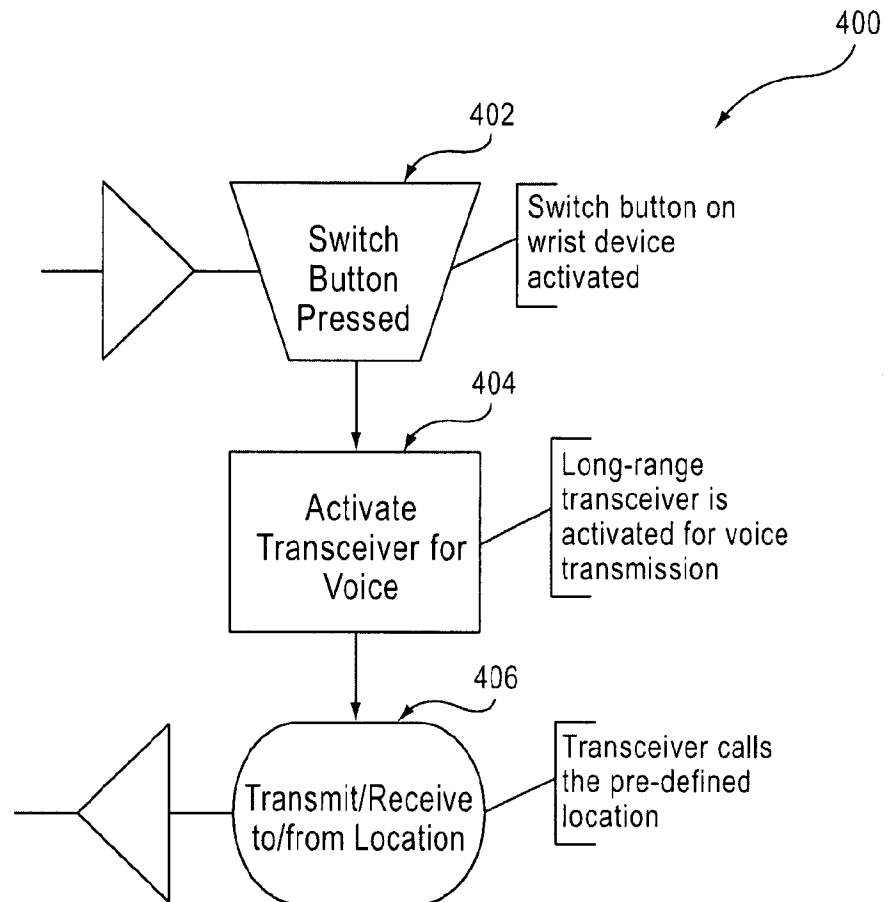 400
402
Switch
Button
Pressed
Switch button on
wrist device
activated
404
Activate
Transceiver for
Voice
Long-range
transceiver is
activated for voice
transmission
406
Transmit/Receive
to/from Location
Transceiver calls
the pre-defined
location